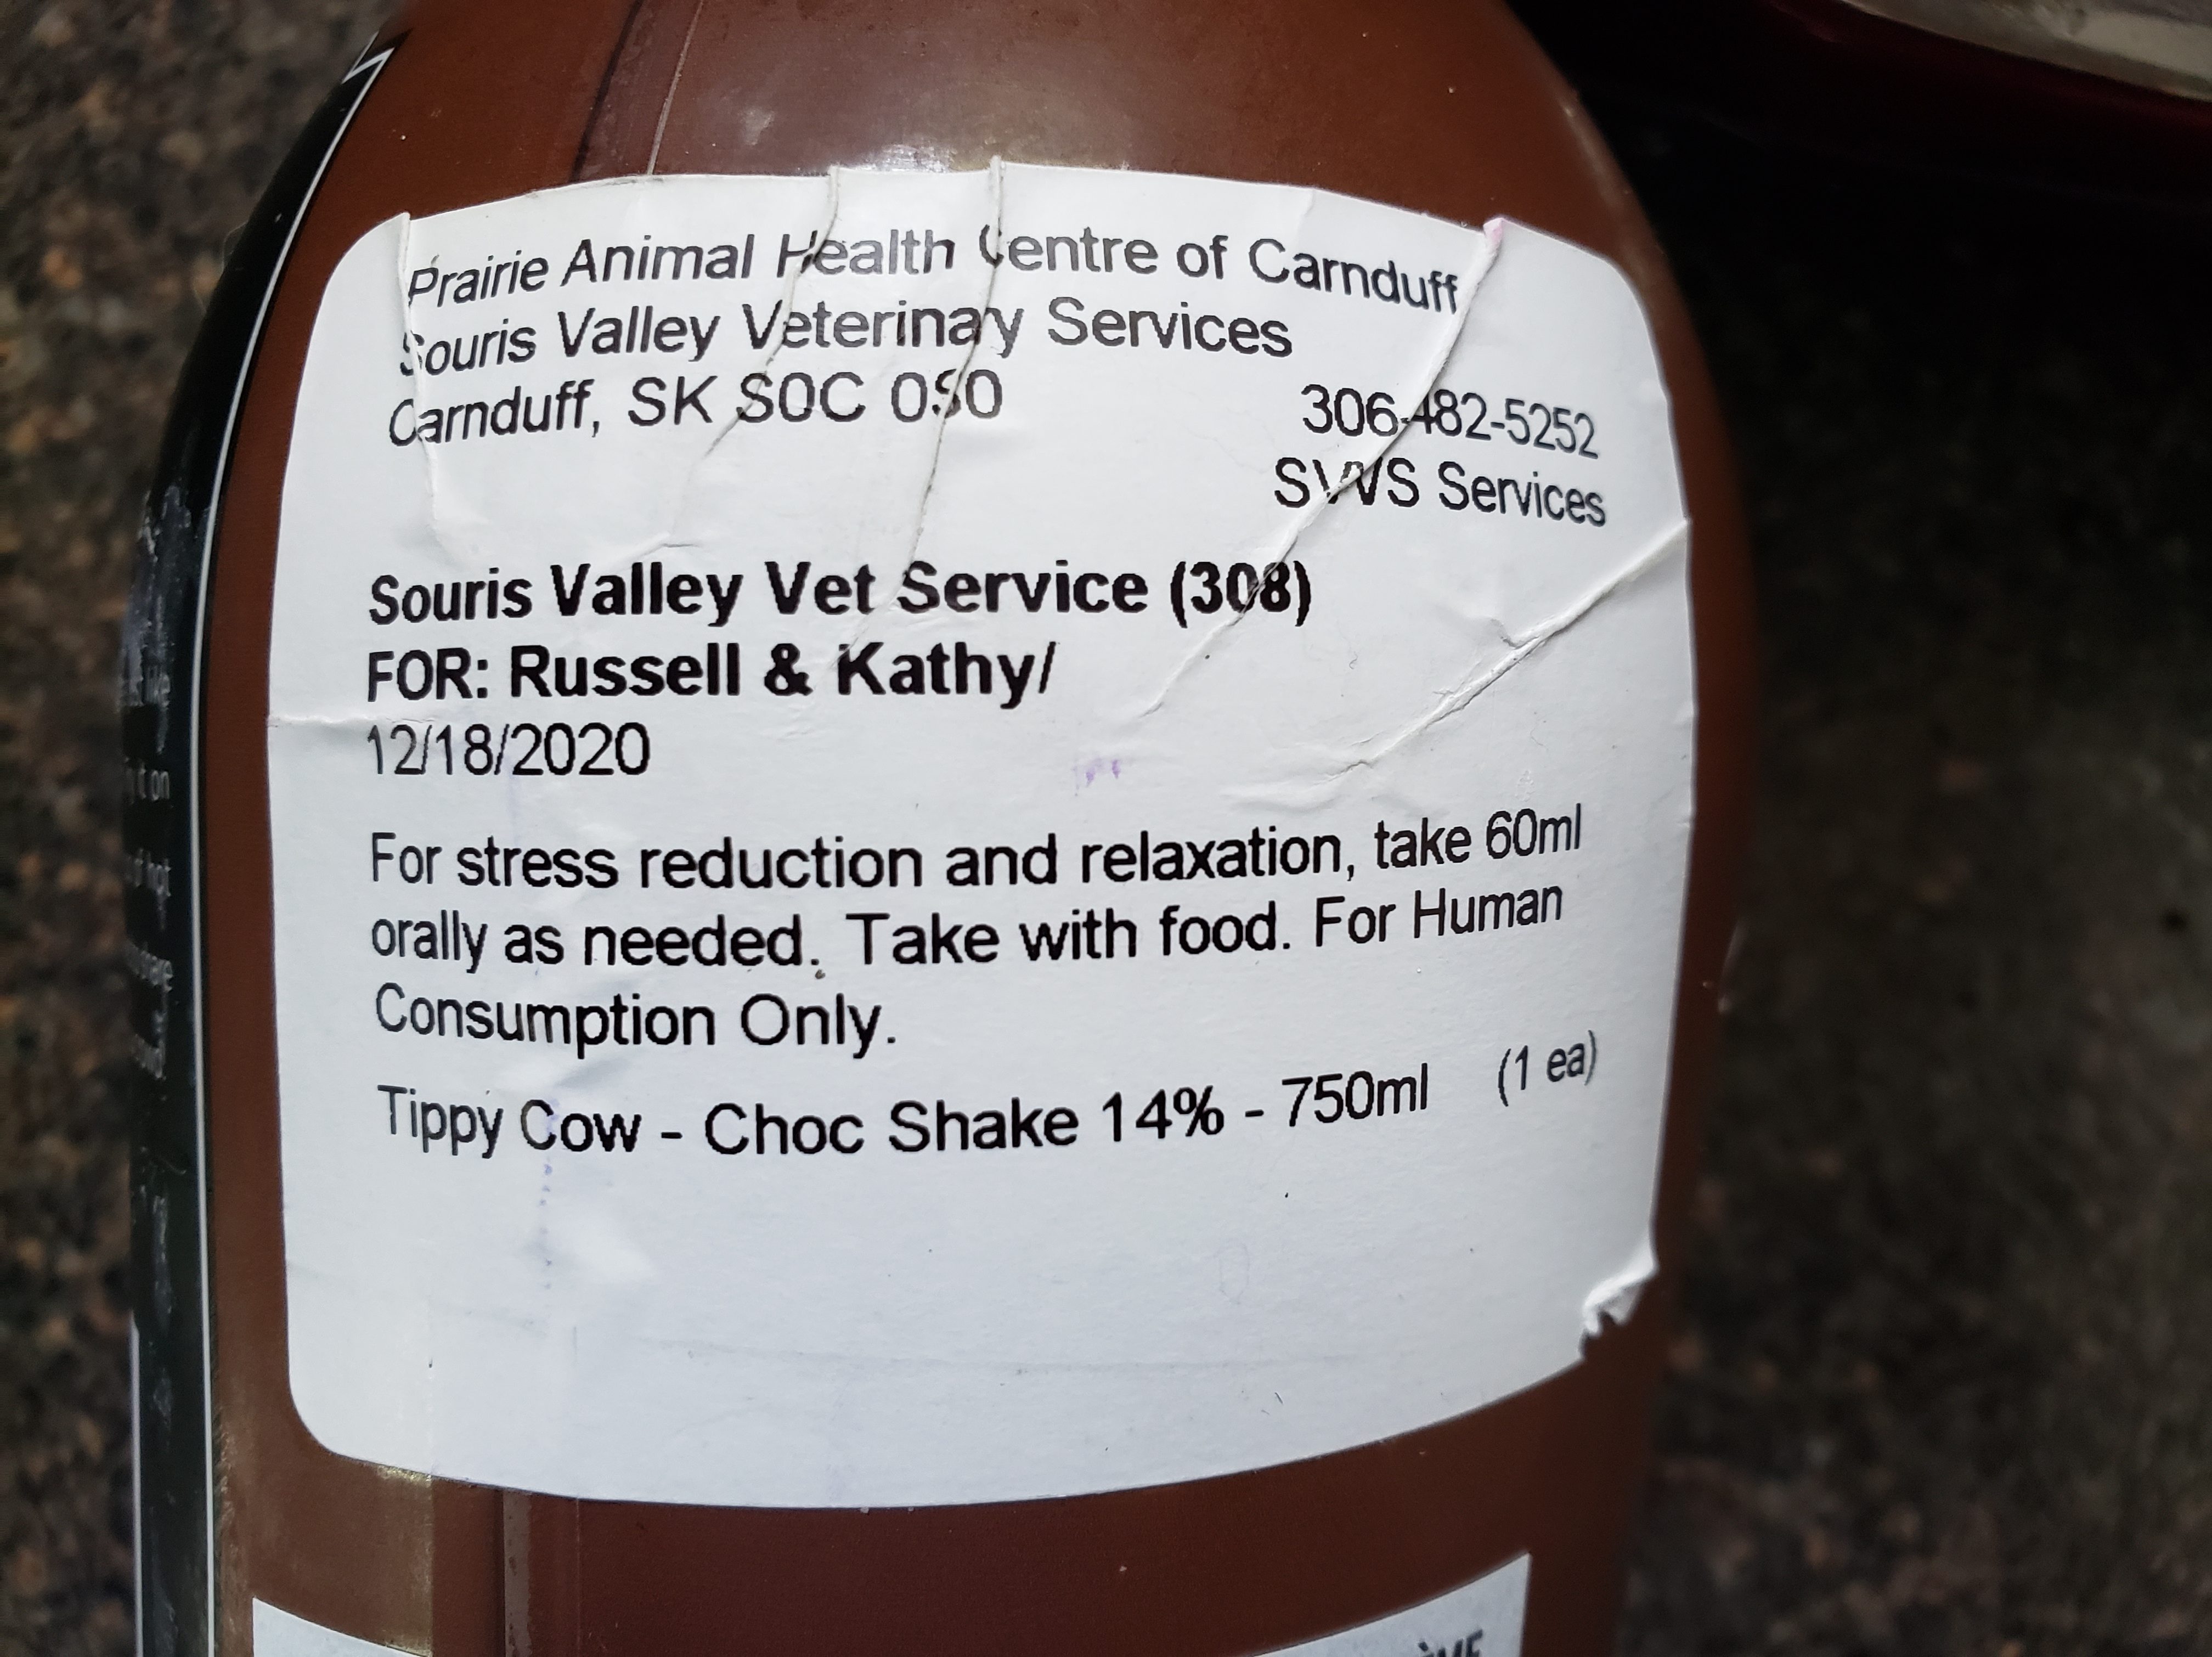 Prairie Animal Health Centre of Carnduff
Souris Valley Veterinary Services
Carnduff, SK S0C 0S0
306-482-5252
SVVS Services
Souris Valley Vet Service (308)
FOR: Russell & Kathy/
12/18/2020
For stress reduction and relaxation, take 60ml
orally as needed. Take with food. For Human
Consumption Only.
Tippy Cow - Choc Shake 14% - 750ml (1 ea)
it on